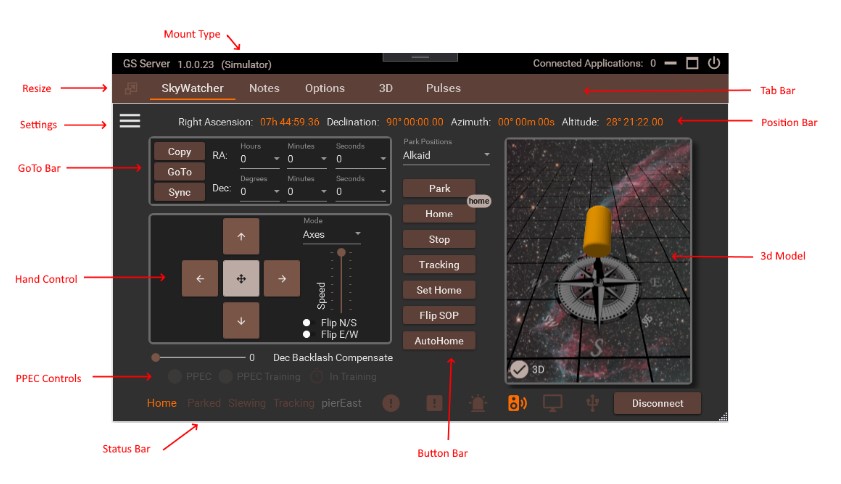 Mount Type
GS Server 1.0.0.23 (Simulator) Connected Applications: 0
Resize SkyWatcher Notes Options 3D Pulses Tab Bar
Settings Right Ascension: 07h 44:59.36 Declination: 90° 00:00.00 Azimuth: 00° 00m 00s Altitude: 28° 21:22.00 Position Bar
GoTo Bar
Copy
GoTo
Sync
RA: Hours 0 Minutes 0 Seconds 0
Dec: Degrees 0 Minutes 0 Seconds 0
Park Positions
Alkaid
Hand Control
Mode
Axes
Speed
Flip N/S
Flip E/W
Park
Home
home
Stop
Tracking
Set Home
Flip SOP
AutoHome
3d Model
E
SE
S
3D
0 Dec Backlash Compensate
PPEC Controls PPEC PPEC Training In Training
Home Parked Slewing Tracking pierEast Disconnect
Status Bar
Button Bar